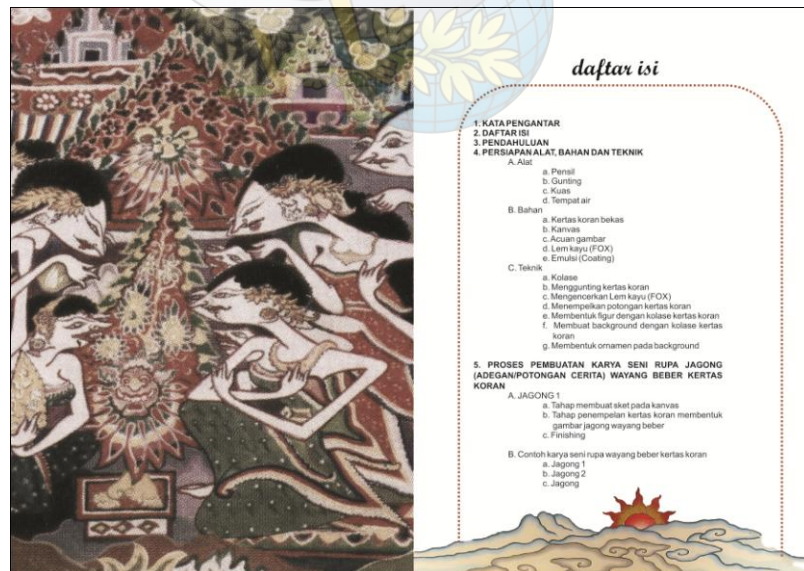 daftar isi
1. KATA PENGANTAR
2. DAFTAR ISI
3. PENDAHULUAN
4. PERSIAPAN ALAT, BAHAN DAN TEKNIK
A. Alat
a. Pensil
b. Gunting
c. Kuas
d. Tempat air
B. Bahan
a. Kertas koran bekas
b. Kanvas
c. Acuan gambar
d. Lem kayu (FOX)
e. Emulsi (Coating)
C. Teknik
a. Kolase
b. Menggunting kertas koran
c. Mengencerkan Lem kayu (FOX)
d. Menempelkan potongan kertas koran
e. Membentuk figur dengan kolase kertas koran
f. Membuat background dengan kolase kertas
koran
g. Membentuk ornamen pada background
5. PROSES PEMBUATAN KARYA SENI RUPA JAGONG
(ADEGAN/POTONGAN CERITA) WAYANG BEBER KERTAS
KORAN
A. JAGONG 1
a. Tahap membuat sket pada kanvas
b. Tahap penempelan kertas koran membentuk
gambar jagong wayang beber
c. Finishing
B. Contoh karya seni rupa wayang beber kertas koran
a. Jagong 1
b. Jagong 2
c. Jagong